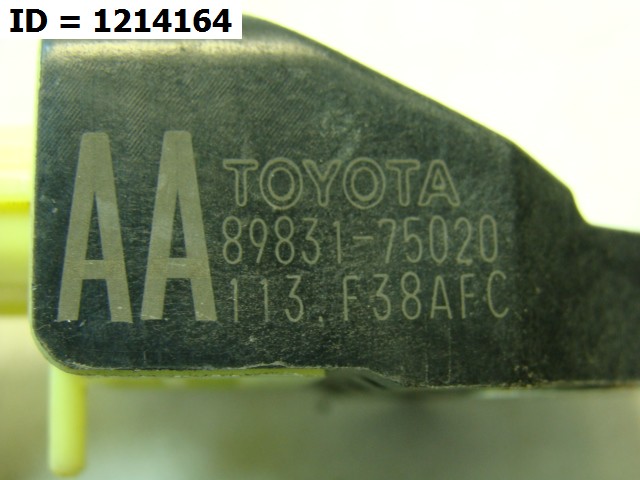 ID = 1214164
AA
TOYOTA
89831-75020
113.F38AFC